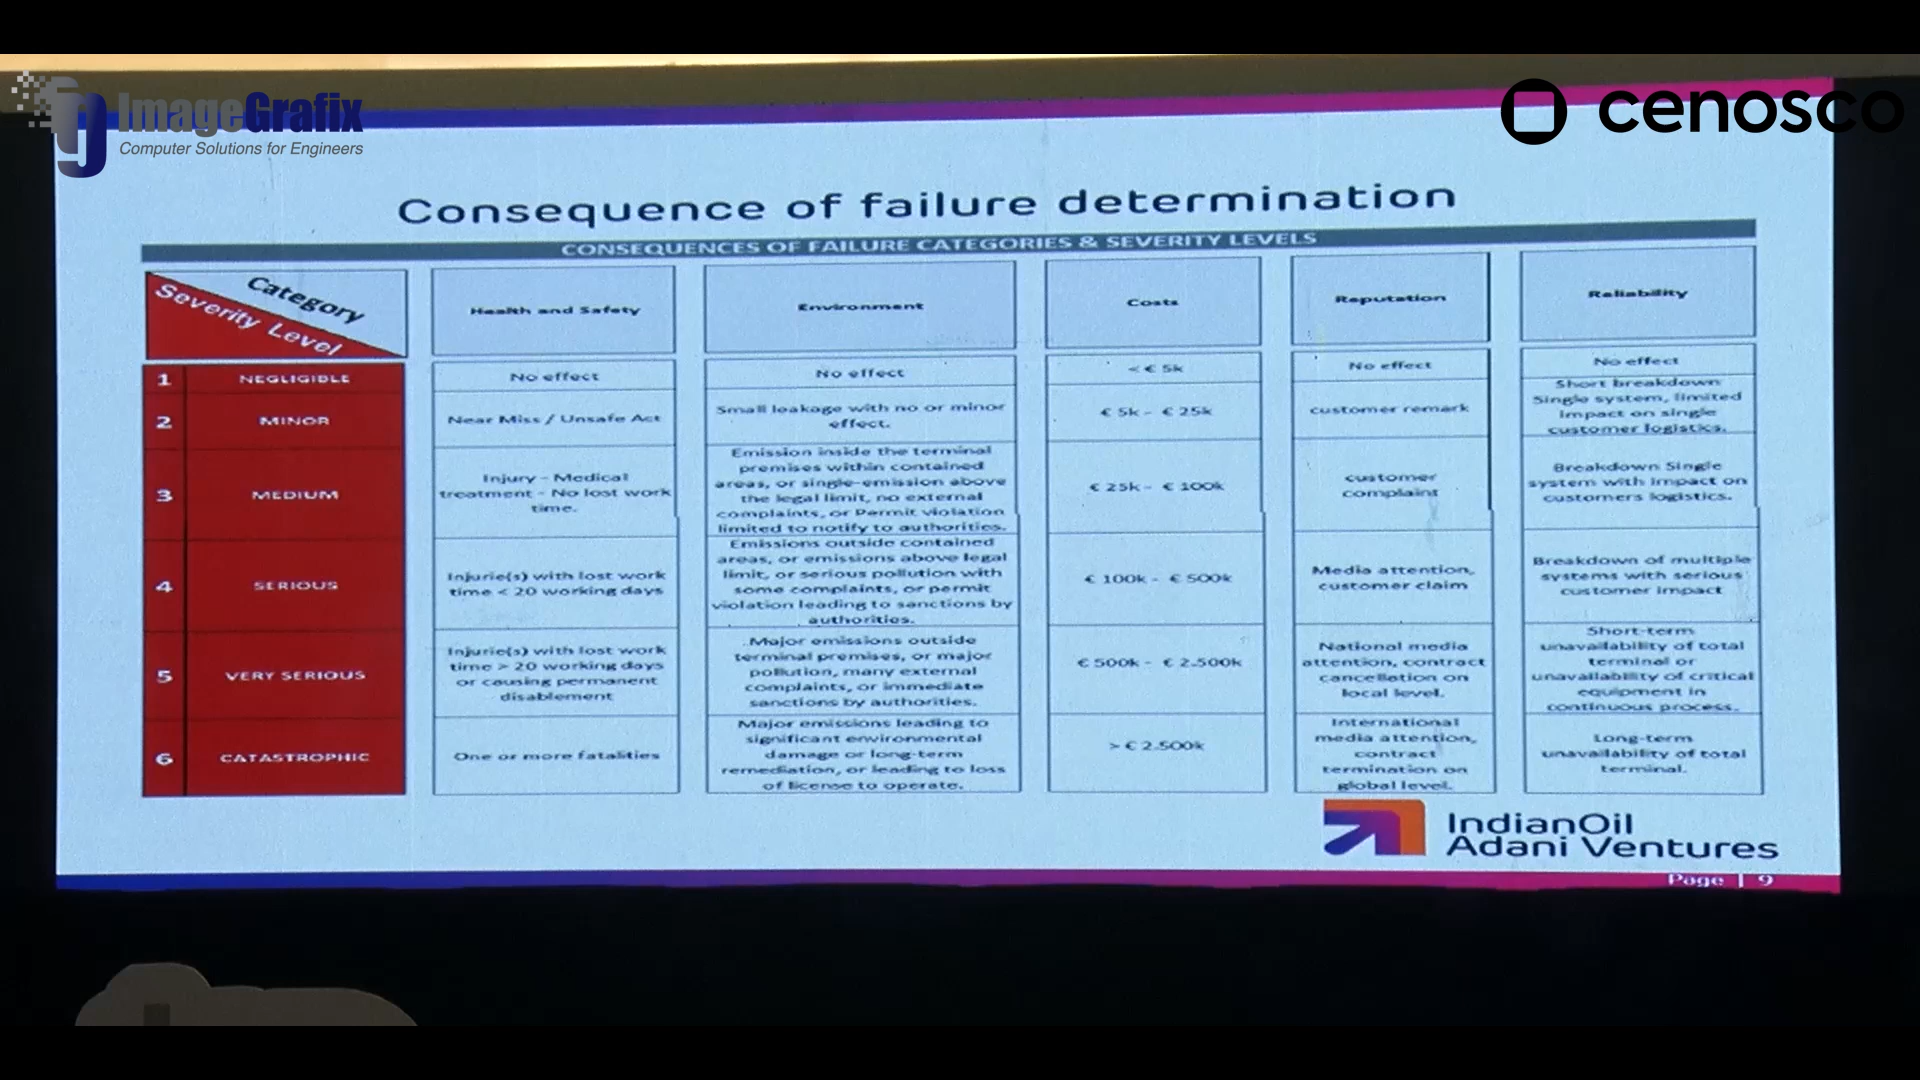 ImageGrafix
Computer Solutions for Engineers
cenosco
Consequence of failure determination
CONSEQUENCES OF FAILURE CATEGORIES & SEVERITY LEVELS
Category
Severity Level
Health and Safety
Environment
Costs
Reputation
Reliability
1
NEGLIGIBLE
No effect
No effect
< € 5k
No effect
No effect
2
MINOR
Near Miss / Unsafe Act
Small leakage with no or minor
effect.
€ 5k - € 25k
customer remark
Short breakdown
Single system, limited
impact on single
customer logistics.
3
MEDIUM
Injury - Medical
treatment - No lost work
time.
Emission inside the terminal
premises within contained
areas, or single-emission above
the legal limit, no external
complaints, or Permit violation
limited to notify to authorities.
€ 25k - € 100k
customer
complaint
Breakdown Single
system with impact on
customers logistics.
4
SERIOUS
Injurie(s) with lost work
time < 20 working days
Emissions outside contained
areas, or emissions above legal
limit, or serious pollution with
some complaints, or permit
violation leading to sanctions by
authorities.
€ 100k - € 500k
Media attention,
customer claim
Breakdown of multiple
systems with serious
customer impact
5
VERY SERIOUS
Injurie(s) with lost work
time > 20 working days
or causing permanent
disablement
Major emissions outside
terminal premises, or major
pollution, many external
complaints, or immediate
sanctions by authorities.
€ 500k - € 2.500k
National media
attention, contract
cancellation on
local level.
Short-term
unavailability of total
terminal or
unavailability of critical
equipment in
continuous process.
6
CATASTROPHIC
One or more fatalities
Major emissions leading to
significant environmental
damage or long-term
remediation, or leading to loss
of license to operate.
> € 2.500k
International
media attention,
contract
termination on
global level.
Long-term
unavailability of total
terminal.
IndianOil
Adani Ventures
Page | 9